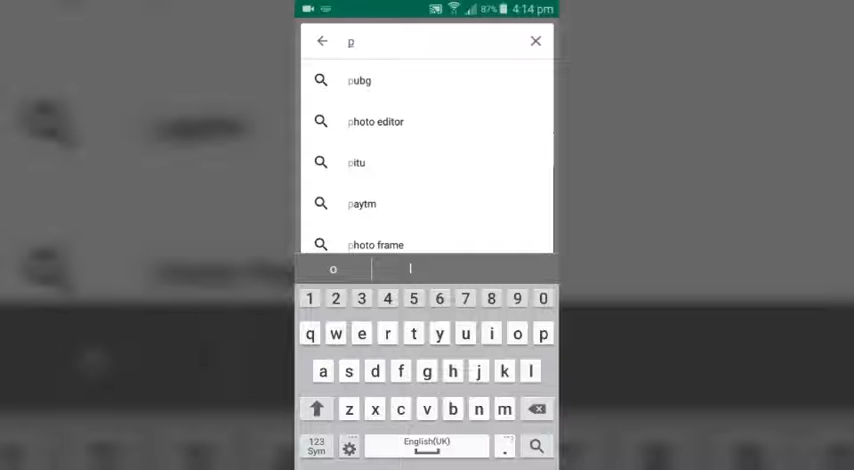 87% 4:14 pm
p
pubg
photo editor
pitu
paytm
photo frame
o l
1 2 3 4 5 6 7 8 9 0
q w e r t y u i o p
a s d f g h j k l
z x c v b n m
123
Sym
English(UK)
.